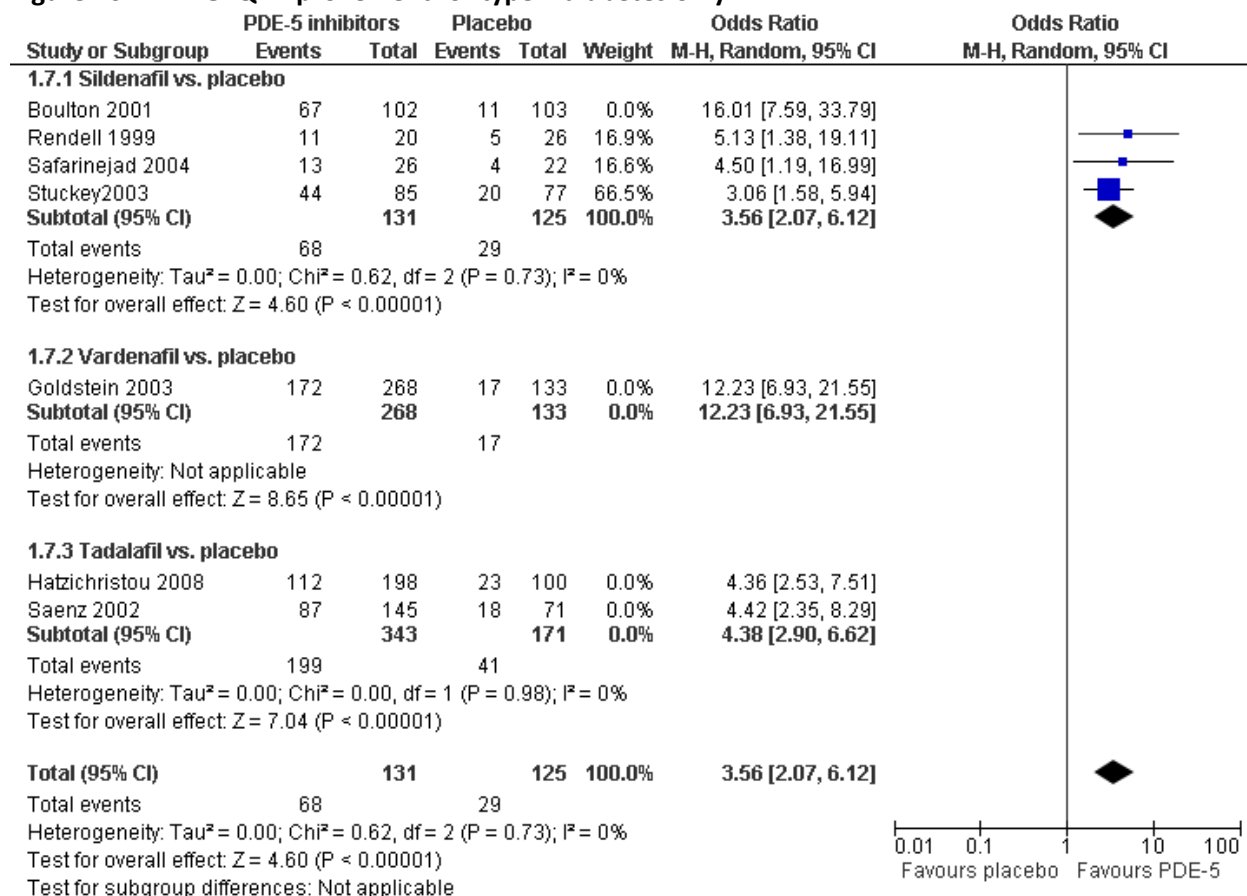 PDE-5 inhibitors Placebo Odds Ratio Odds Ratio
Study or Subgroup Events Total Events Total Weight M-H, Random, 95% CI M-H, Random, 95% CI
1.7.1 Sildenafil vs. placebo
Boulton 2001 67 102 11 103 0.0% 16.01 [7.59, 33.79]
Rendell 1999 11 20 5 26 16.9% 5.13 [1.38, 19.11]
Safarinejad 2004 13 26 4 22 16.6% 4.50 [1.19, 16.99]
Stuckey2003 44 85 20 77 66.5% 3.06 [1.58, 5.94]
Subtotal (95% CI) 131 125 100.0% 3.56 [2.07, 6.12]
Total events 68 29
Heterogeneity: Tau² = 0.00; Chi² = 0.62, df = 2 (P = 0.73); I² = 0%
Test for overall effect: Z = 4.60 (P < 0.00001)
1.7.2 Vardenafil vs. placebo
Goldstein 2003 172 268 17 133 0.0% 12.23 [6.93, 21.55]
Subtotal (95% CI) 268 133 0.0% 12.23 [6.93, 21.55]
Total events 172 17
Heterogeneity: Not applicable
Test for overall effect: Z = 8.65 (P < 0.00001)
1.7.3 Tadalafil vs. placebo
Hatzichristou 2008 112 198 23 100 0.0% 4.36 [2.53, 7.51]
Saenz 2002 87 145 18 71 0.0% 4.42 [2.35, 8.29]
Subtotal (95% CI) 343 171 0.0% 4.38 [2.90, 6.62]
Total events 199 41
Heterogeneity: Tau² = 0.00; Chi² = 0.00, df = 1 (P = 0.98); I² = 0%
Test for overall effect: Z = 7.04 (P < 0.00001)
Total (95% CI) 131 125 100.0% 3.56 [2.07, 6.12]
Total events 68 29
Heterogeneity: Tau² = 0.00; Chi² = 0.62, df = 2 (P = 0.73); I² = 0%
Test for overall effect: Z = 4.60 (P < 0.00001)
Test for subgroup differences: Not applicable
0.01 0.1 1 10 100
Favours placebo Favours PDE-5